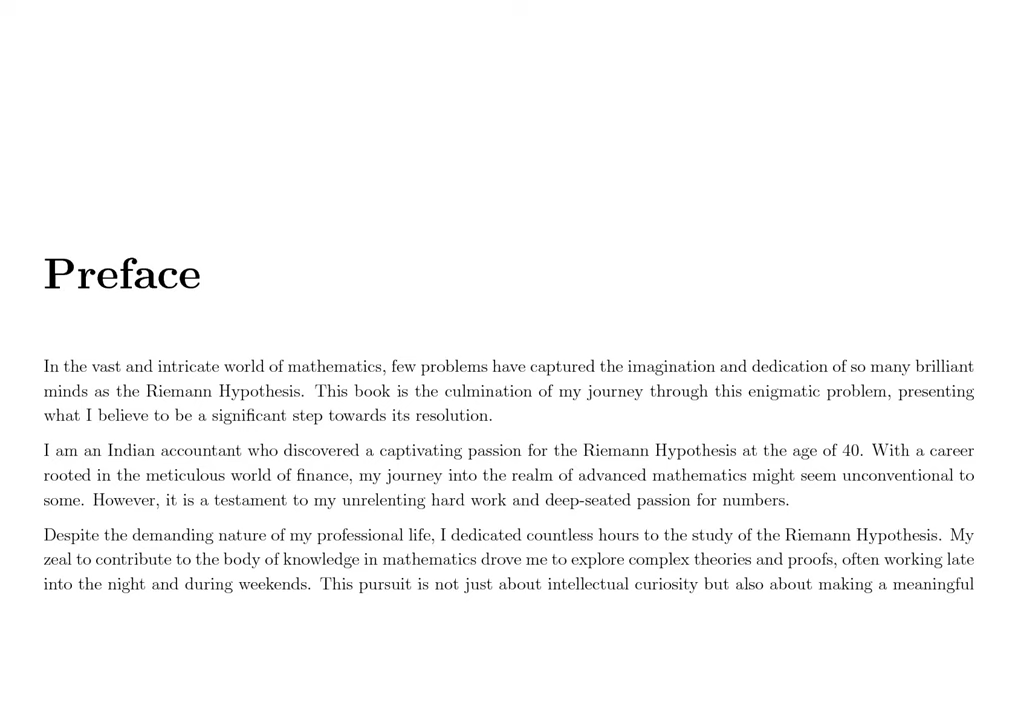 Preface
In the vast and intricate world of mathematics, few problems have captured the imagination and dedication of so many brilliant
minds as the Riemann Hypothesis. This book is the culmination of my journey through this enigmatic problem, presenting
what I believe to be a significant step towards its resolution.
I am an Indian accountant who discovered a captivating passion for the Riemann Hypothesis at the age of 40. With a career
rooted in the meticulous world of finance, my journey into the realm of advanced mathematics might seem unconventional to
some. However, it is a testament to my unrelenting hard work and deep-seated passion for numbers.
Despite the demanding nature of my professional life, I dedicated countless hours to the study of the Riemann Hypothesis. My
zeal to contribute to the body of knowledge in mathematics drove me to explore complex theories and proofs, often working late
into the night and during weekends. This pursuit is not just about intellectual curiosity but also about making a meaningful